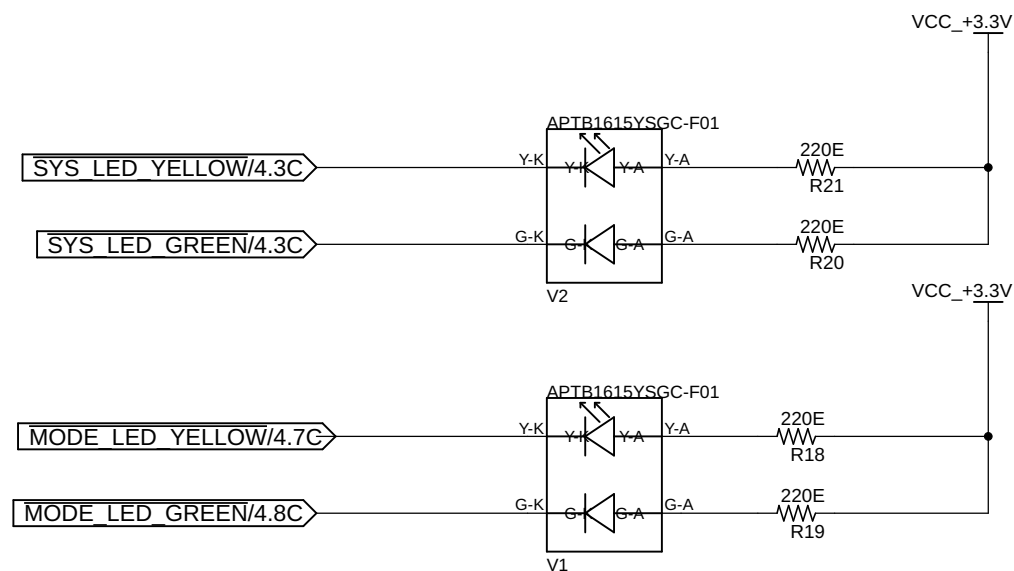 VCC_+3.3V
APTB1615YSGC-F01
SYS_LED_YELLOW/4.3C
Y-K
Y-K
Y-A
Y-A
220E
R21
SYS_LED_GREEN/4.3C
G-K
G-K
G-A
G-A
220E
R20
V2
VCC_+3.3V
APTB1615YSGC-F01
MODE_LED_YELLOW/4.7C
Y-K
Y-K
Y-A
Y-A
220E
R18
MODE_LED_GREEN/4.8C
G-K
G-K
G-A
G-A
220E
R19
V1